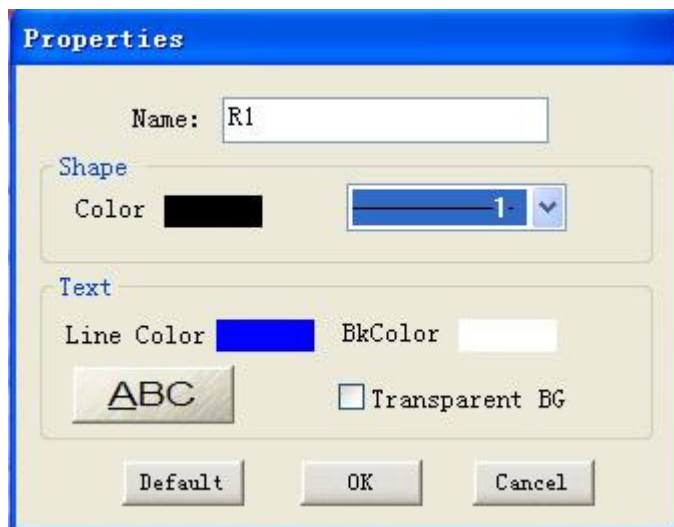 Properties
Name: R1
Shape
Color 1
Text
Line Color BkColor
ABC Transparent BG
Default OK Cancel